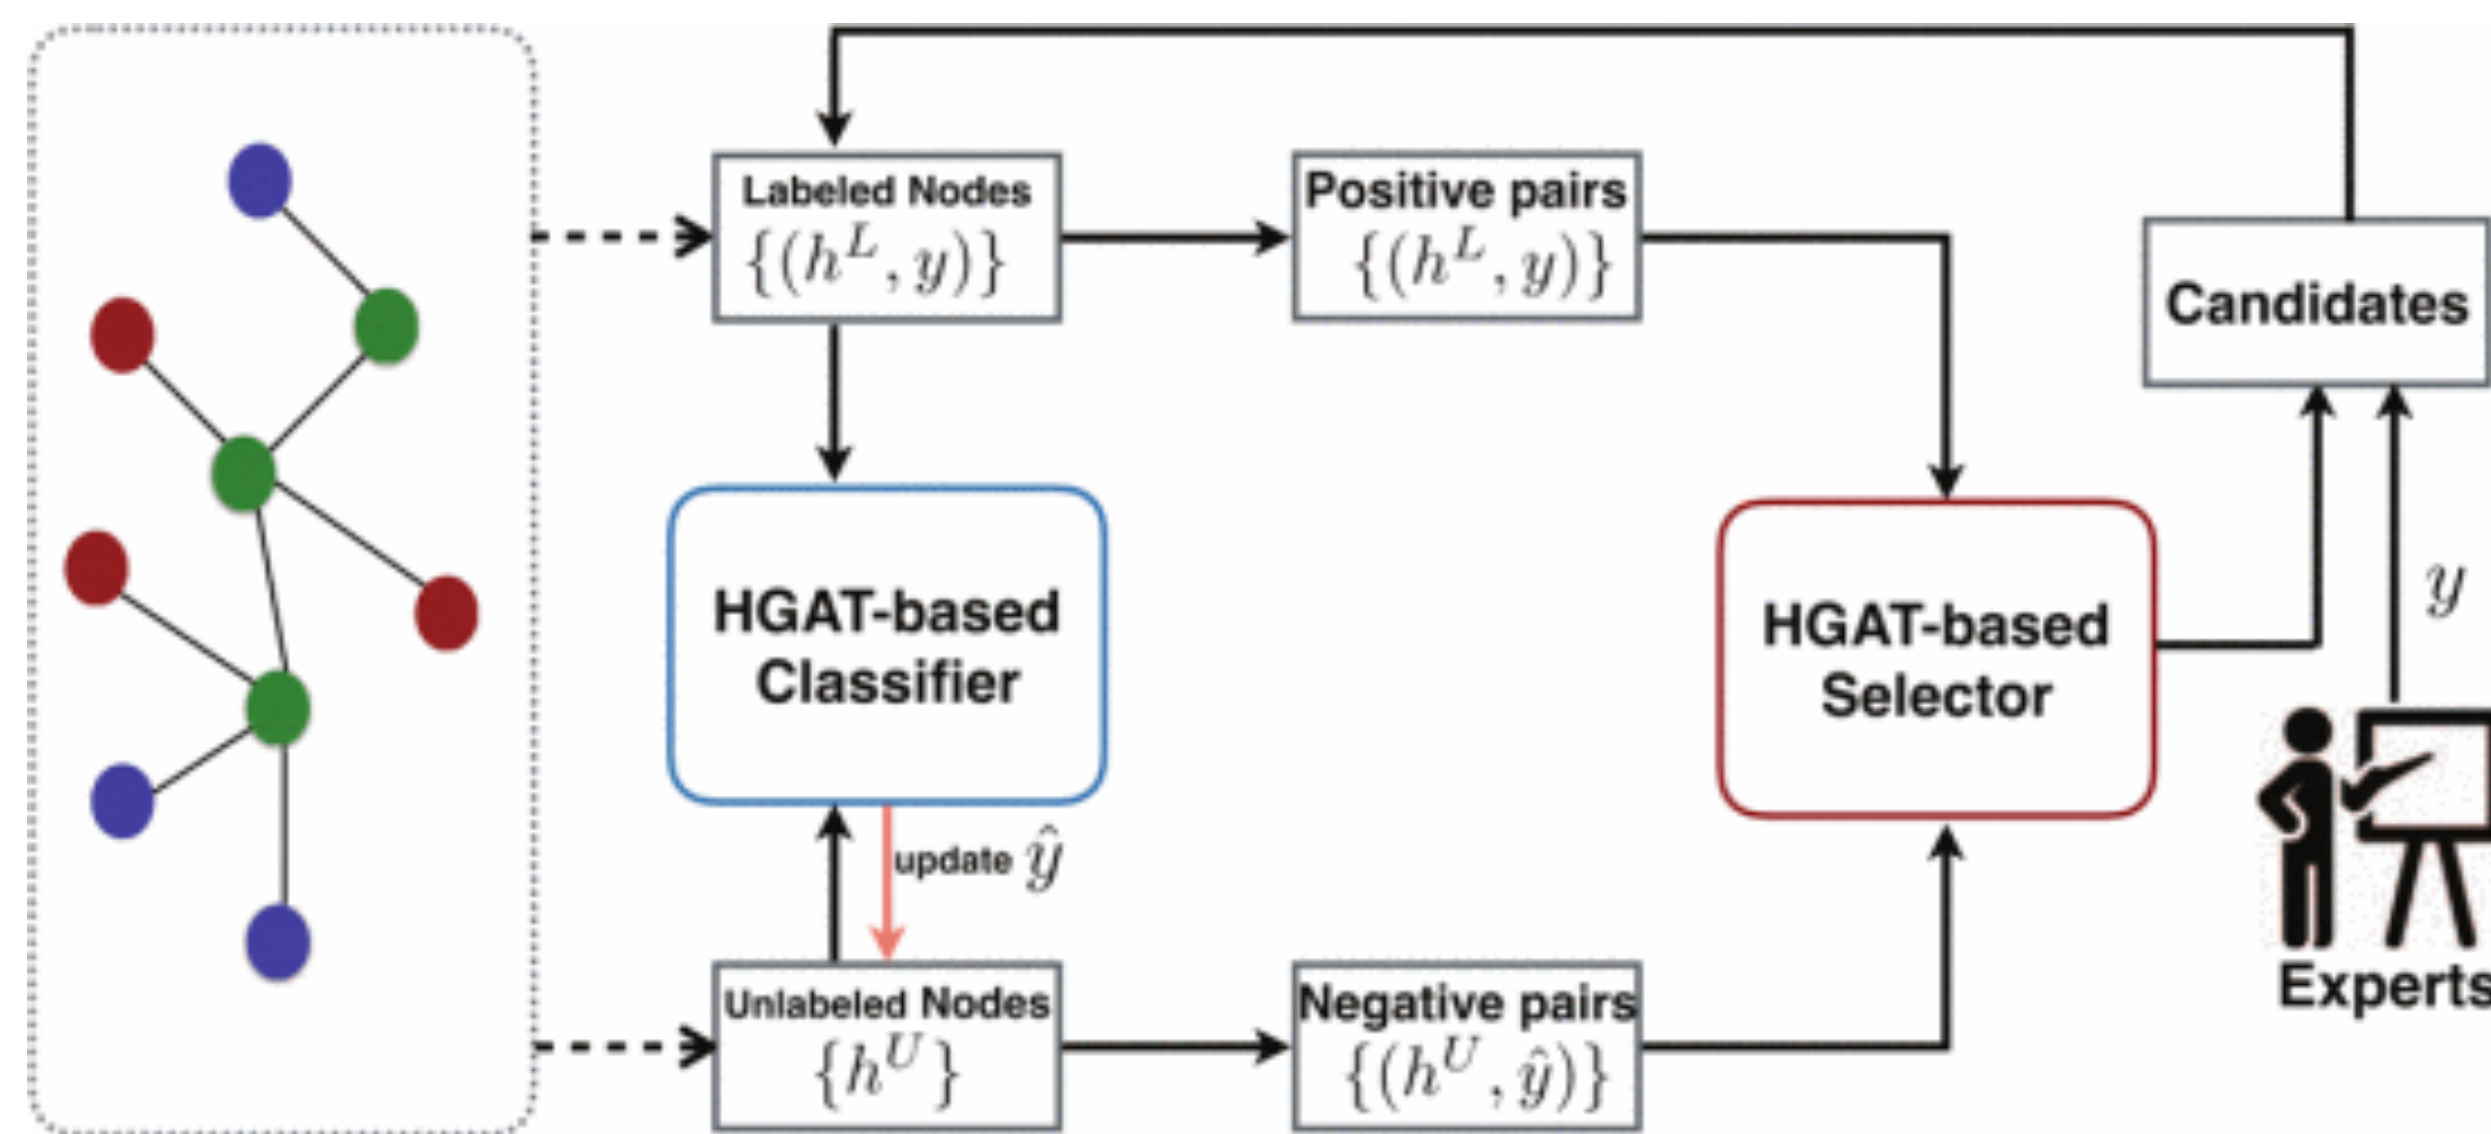 Labeled Nodes
{(h^L, y)}
Positive pairs
{(h^L, y)}
Candidates
HGAT-based
Classifier
HGAT-based
Selector
y
update ŷ
Unlabeled Nodes
{h^U}
Negative pairs
{(h^U, ŷ)}
Experts